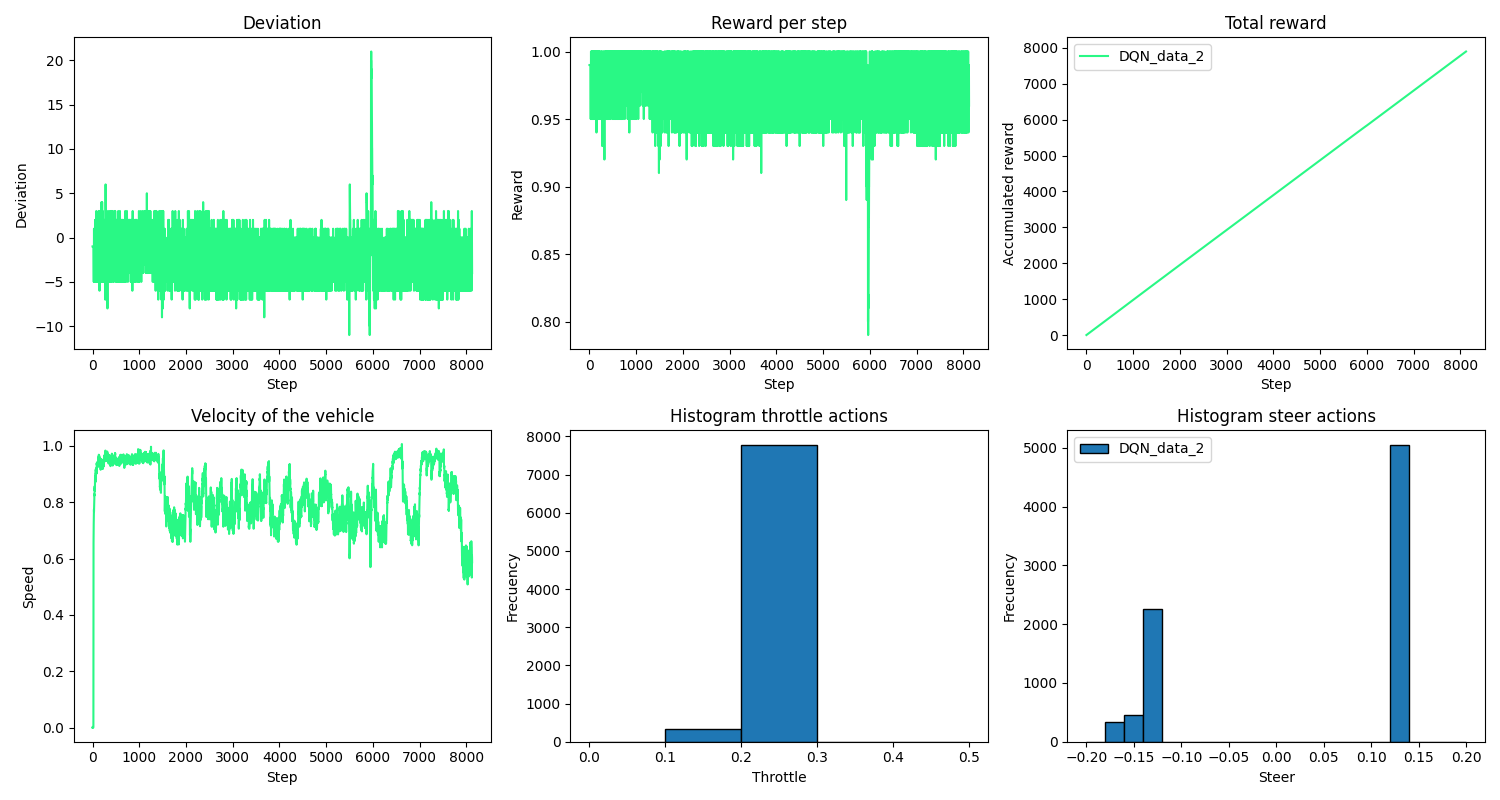 Deviation
Reward per step
Total reward
20
15
10
5
0
−5
−10
Deviation
0 1000 2000 3000 4000 5000 6000 7000 8000
Step
1.00
0.95
0.90
0.85
0.80
Reward
0 1000 2000 3000 4000 5000 6000 7000 8000
Step
DQN_data_2
8000
7000
6000
5000
4000
3000
2000
1000
0
Accumulated reward
0 1000 2000 3000 4000 5000 6000 7000 8000
Step
Velocity of the vehicle
Histogram throttle actions
Histogram steer actions
1.0
0.8
0.6
0.4
0.2
0.0
Speed
0 1000 2000 3000 4000 5000 6000 7000 8000
Step
8000
7000
6000
5000
4000
3000
2000
1000
0
Frecuency
0.0 0.1 0.2 0.3 0.4 0.5
Throttle
DQN_data_2
5000
4000
3000
2000
1000
0
Frecuency
−0.20 −0.15 −0.10 −0.05 0.00 0.05 0.10 0.15 0.20
Steer